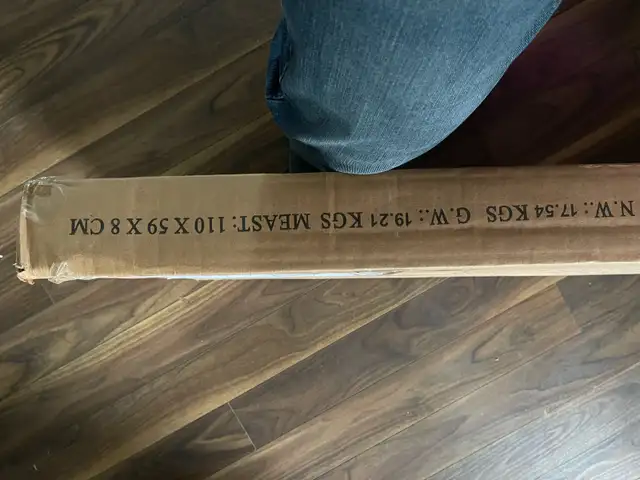 N.W.: 17.54 KGS G.W.: 19.21 KGS MEAST: 110 X 59 X 8 CM